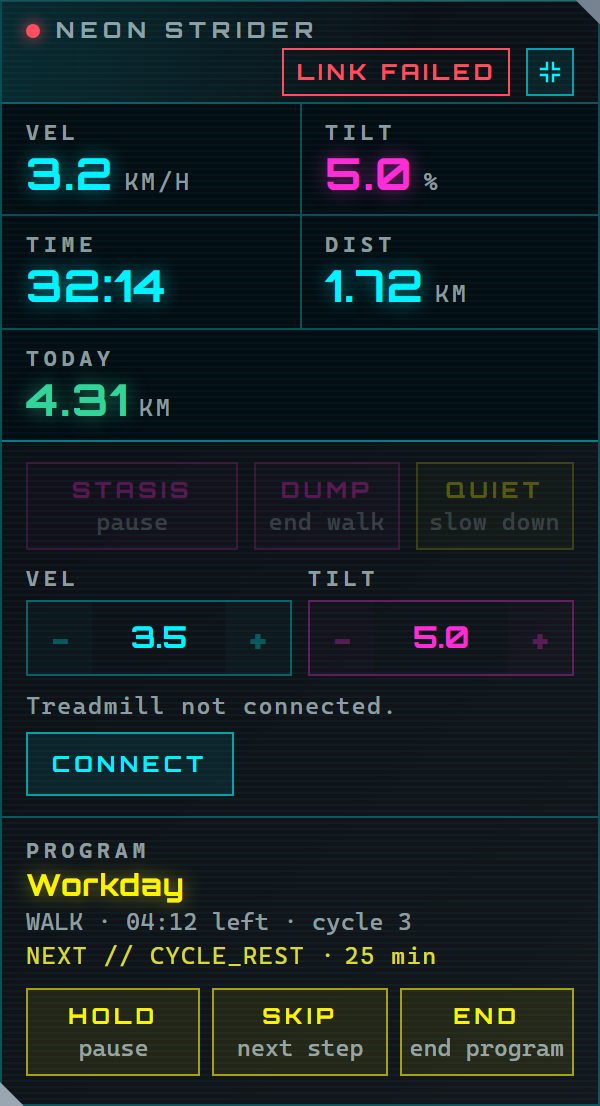 NEON STRIDER
LINK FAILED
VEL
3.2 KM/H
TILT
5.0 %
TIME
32:14
DIST
1.72 KM
TODAY
4.31 KM
STASIS
pause
DUMP
end walk
QUIET
slow down
VEL
TILT
- 3.5 +
- 5.0 +
Treadmill not connected.
CONNECT
PROGRAM
Workday
WALK · 04:12 left · cycle 3
NEXT // CYCLE_REST · 25 min
HOLD
pause
SKIP
next step
END
end program